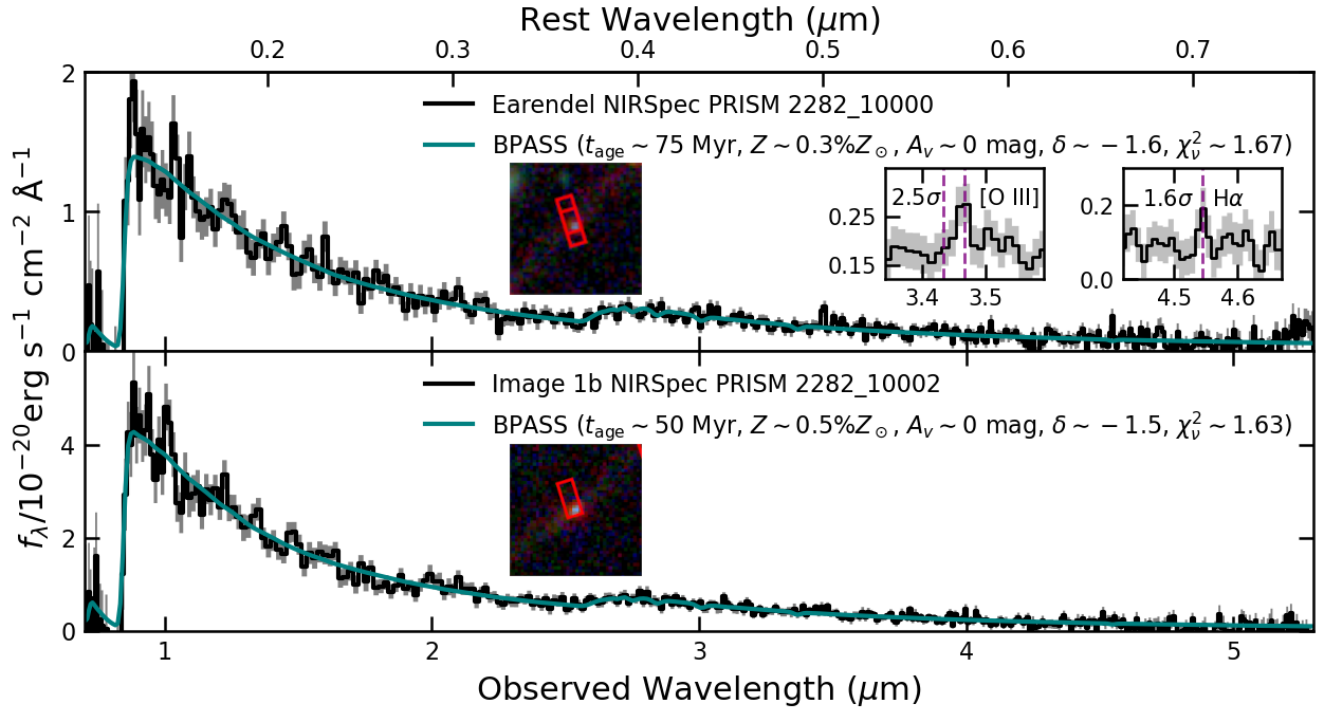 Rest Wavelength (μm)
0.2 0.3 0.4 0.5 0.6 0.7
2
1
0
Earendel NIRSpec PRISM 2282_10000
BPASS (t_age ~ 75 Myr, Z ~ 0.3%Z_⊙, A_v ~ 0 mag, δ ~ −1.6, χ²_ν ~ 1.67)
2.5σ [O III]
0.25
0.15
3.4 3.5
1.6σ Hα
0.2
0.0
4.5 4.6
f_λ/10⁻²⁰erg s⁻¹ cm⁻² Å⁻¹
Image 1b NIRSpec PRISM 2282_10002
BPASS (t_age ~ 50 Myr, Z ~ 0.5%Z_⊙, A_v ~ 0 mag, δ ~ −1.5, χ²_ν ~ 1.63)
4
2
0
1 2 3 4 5
Observed Wavelength (μm)